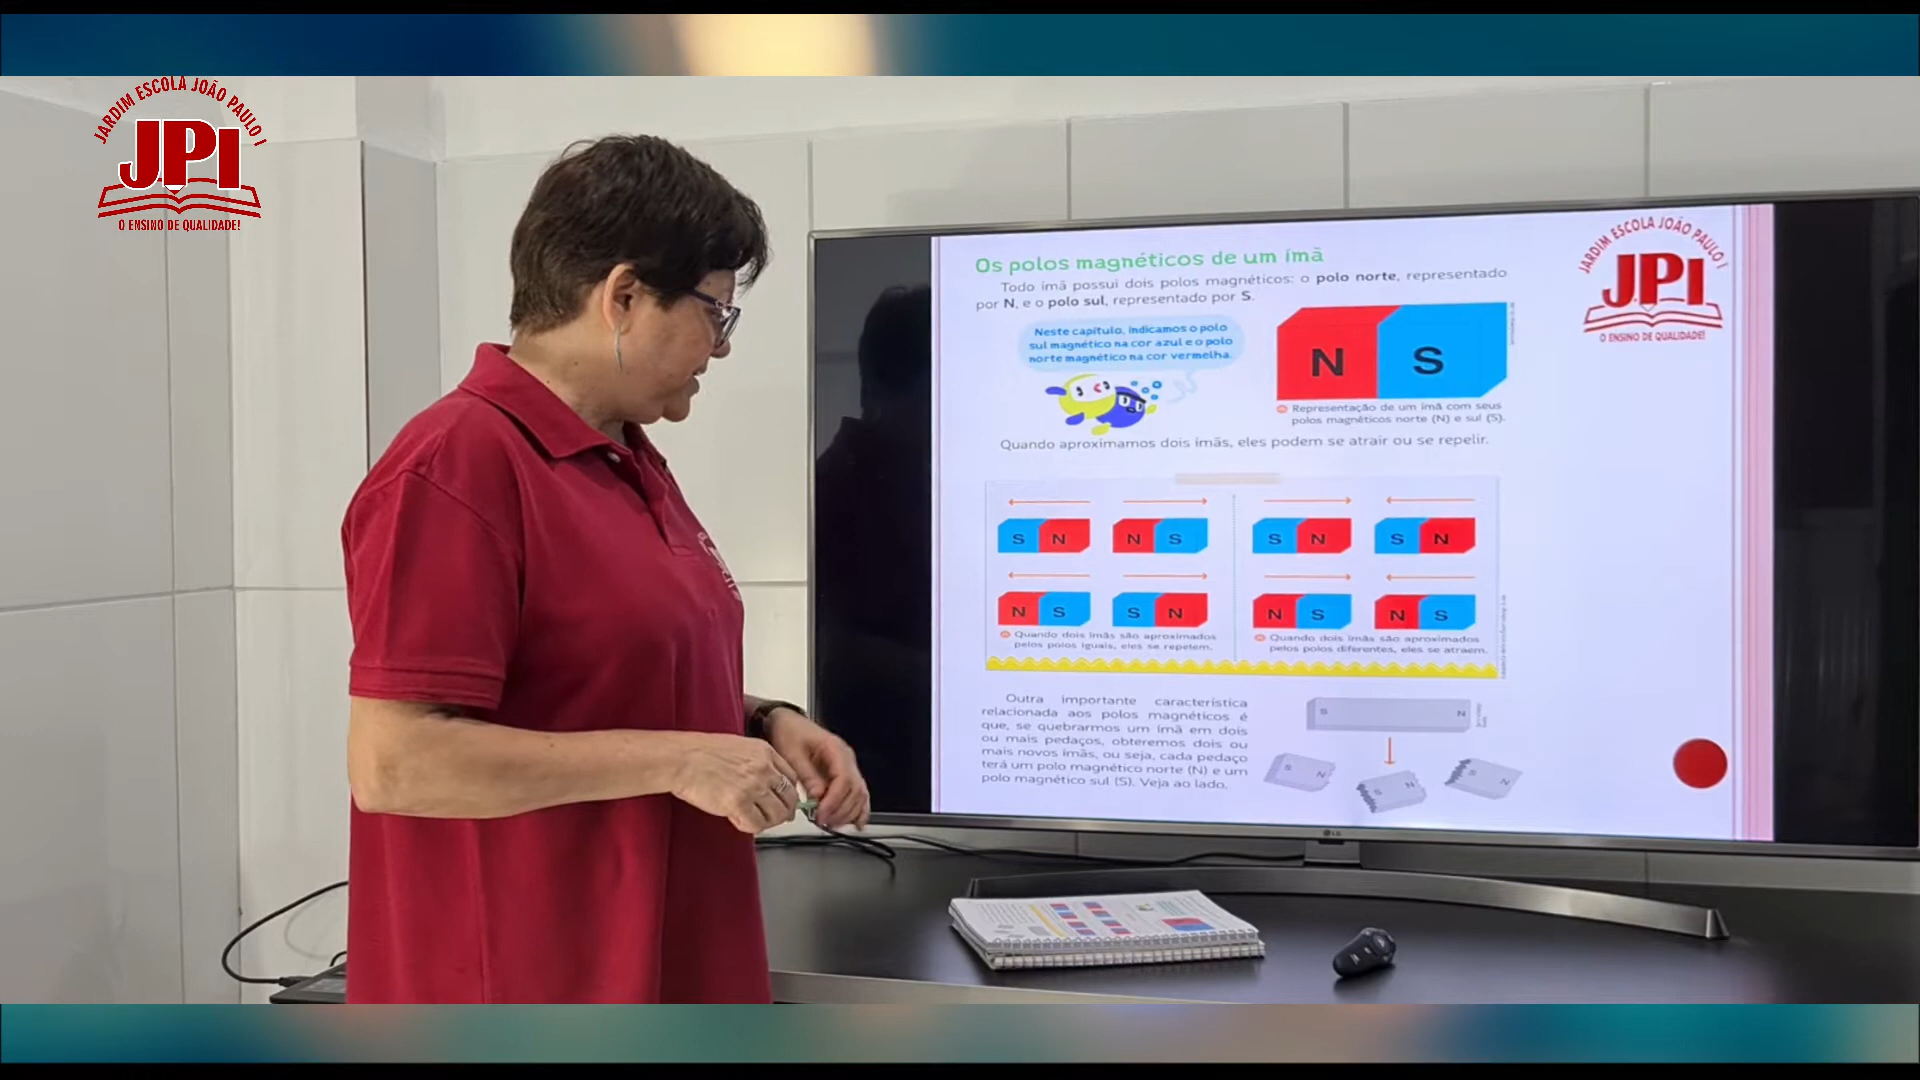 JARDIM ESCOLA JOÃO PAULO I
JPI
O ENSINO DE QUALIDADE!
Os polos magnéticos de um ímã
Todo ímã possui dois polos magnéticos: o polo norte, representado
por N, e o polo sul, representado por S.
Neste capítulo, indicamos o polo
sul magnético na cor azul e o polo
norte magnético na cor vermelha.
N S
Representação de um ímã com seus
polos magnéticos norte (N) e sul (S).
JARDIM ESCOLA JOÃO PAULO I
JPI
O ENSINO DE QUALIDADE!
Quando aproximamos dois ímãs, eles podem se atrair ou se repelir.
S N N S S N S N
N S S N N S N S
Quando dois ímãs são aproximados
pelos polos iguais, eles se repelem.
Quando dois ímãs são aproximados
pelos polos diferentes, eles se atraem.
Outra importante característica
relacionada aos polos magnéticos é
que, se quebrarmos um ímã em dois
ou mais pedaços, obteremos dois ou
mais novos ímãs, ou seja, cada pedaço
terá um polo magnético norte (N) e um
polo magnético sul (S). Veja ao lado.
S N
S N S N S N
LG